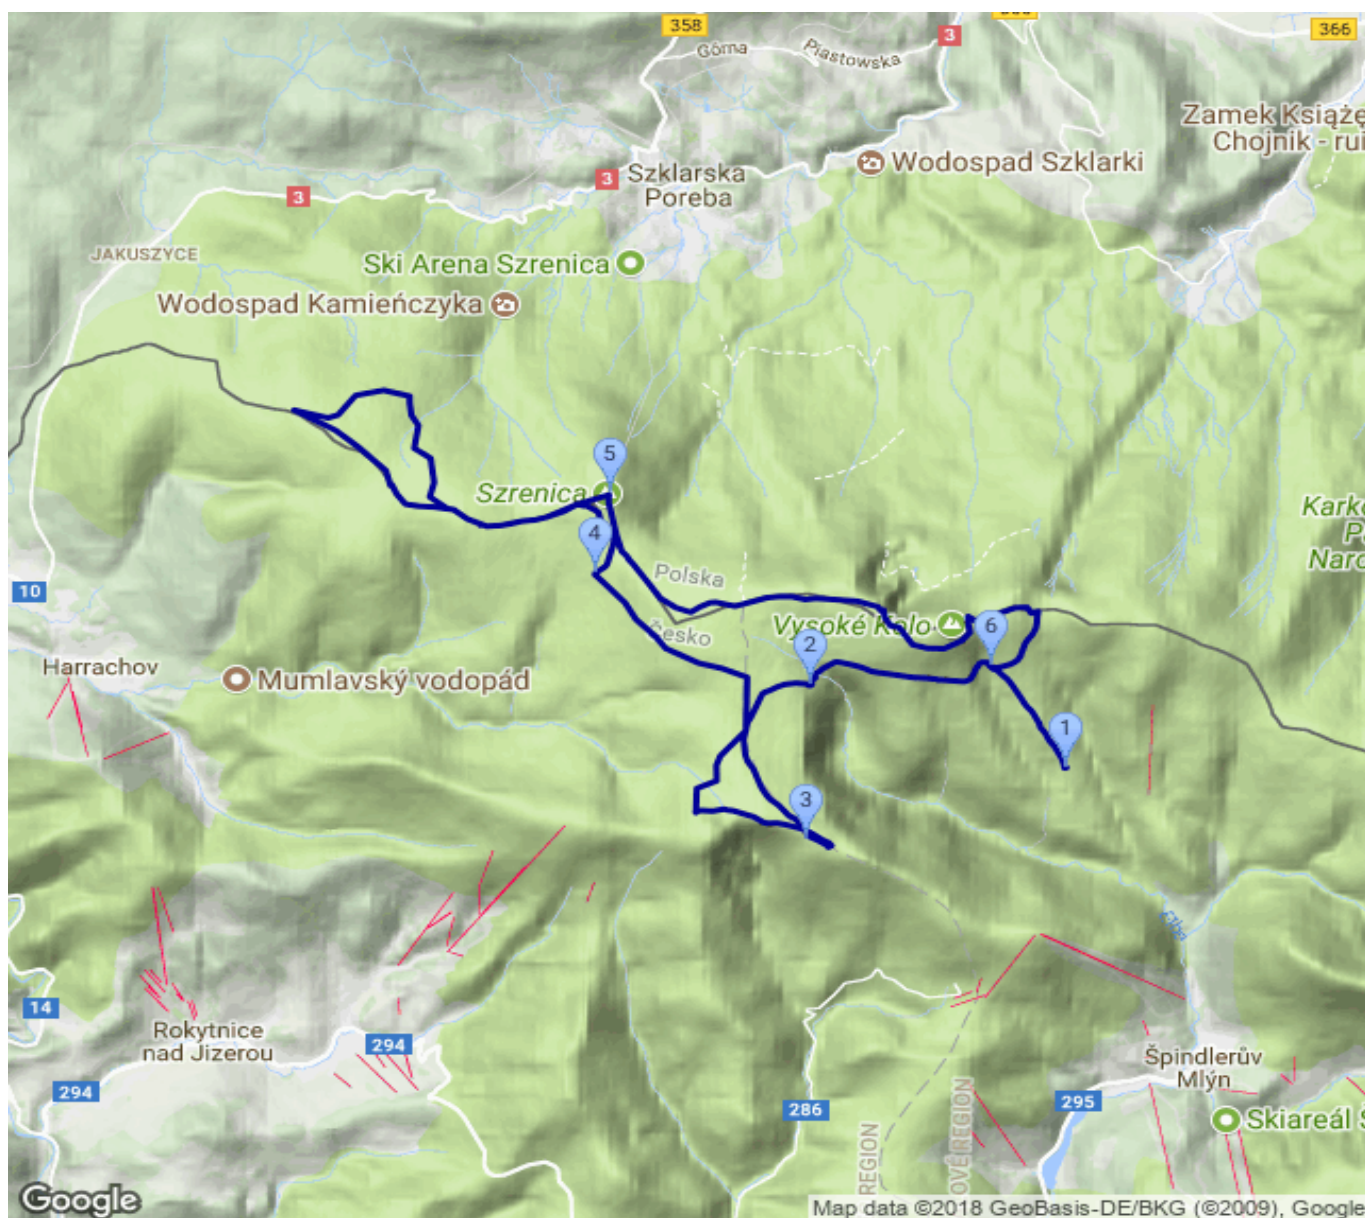 358
3
366
Górna
Piastowska
Zamek Książę
Chojnik - rui
Wodospad Szklarki
3
Szklarska
Poreba
3
JAKUSZYCE
Ski Arena Szrenica
Wodospad Kamieńczyka
5
Szrenica
4
Karko
Pa
Naro
10
Polska
Česko
Vysoké Kolo
6
2
Harrachov
Mumlavský vodopád
1
3
Elbe
14
Rokytnice
nad Jizerou
294
294
Špindlerův
Mlýn
286
295
Skiareál S
REGION
OVÉ REGION
Google
Map data ©2018 GeoBasis-DE/BKG (©2009), Google